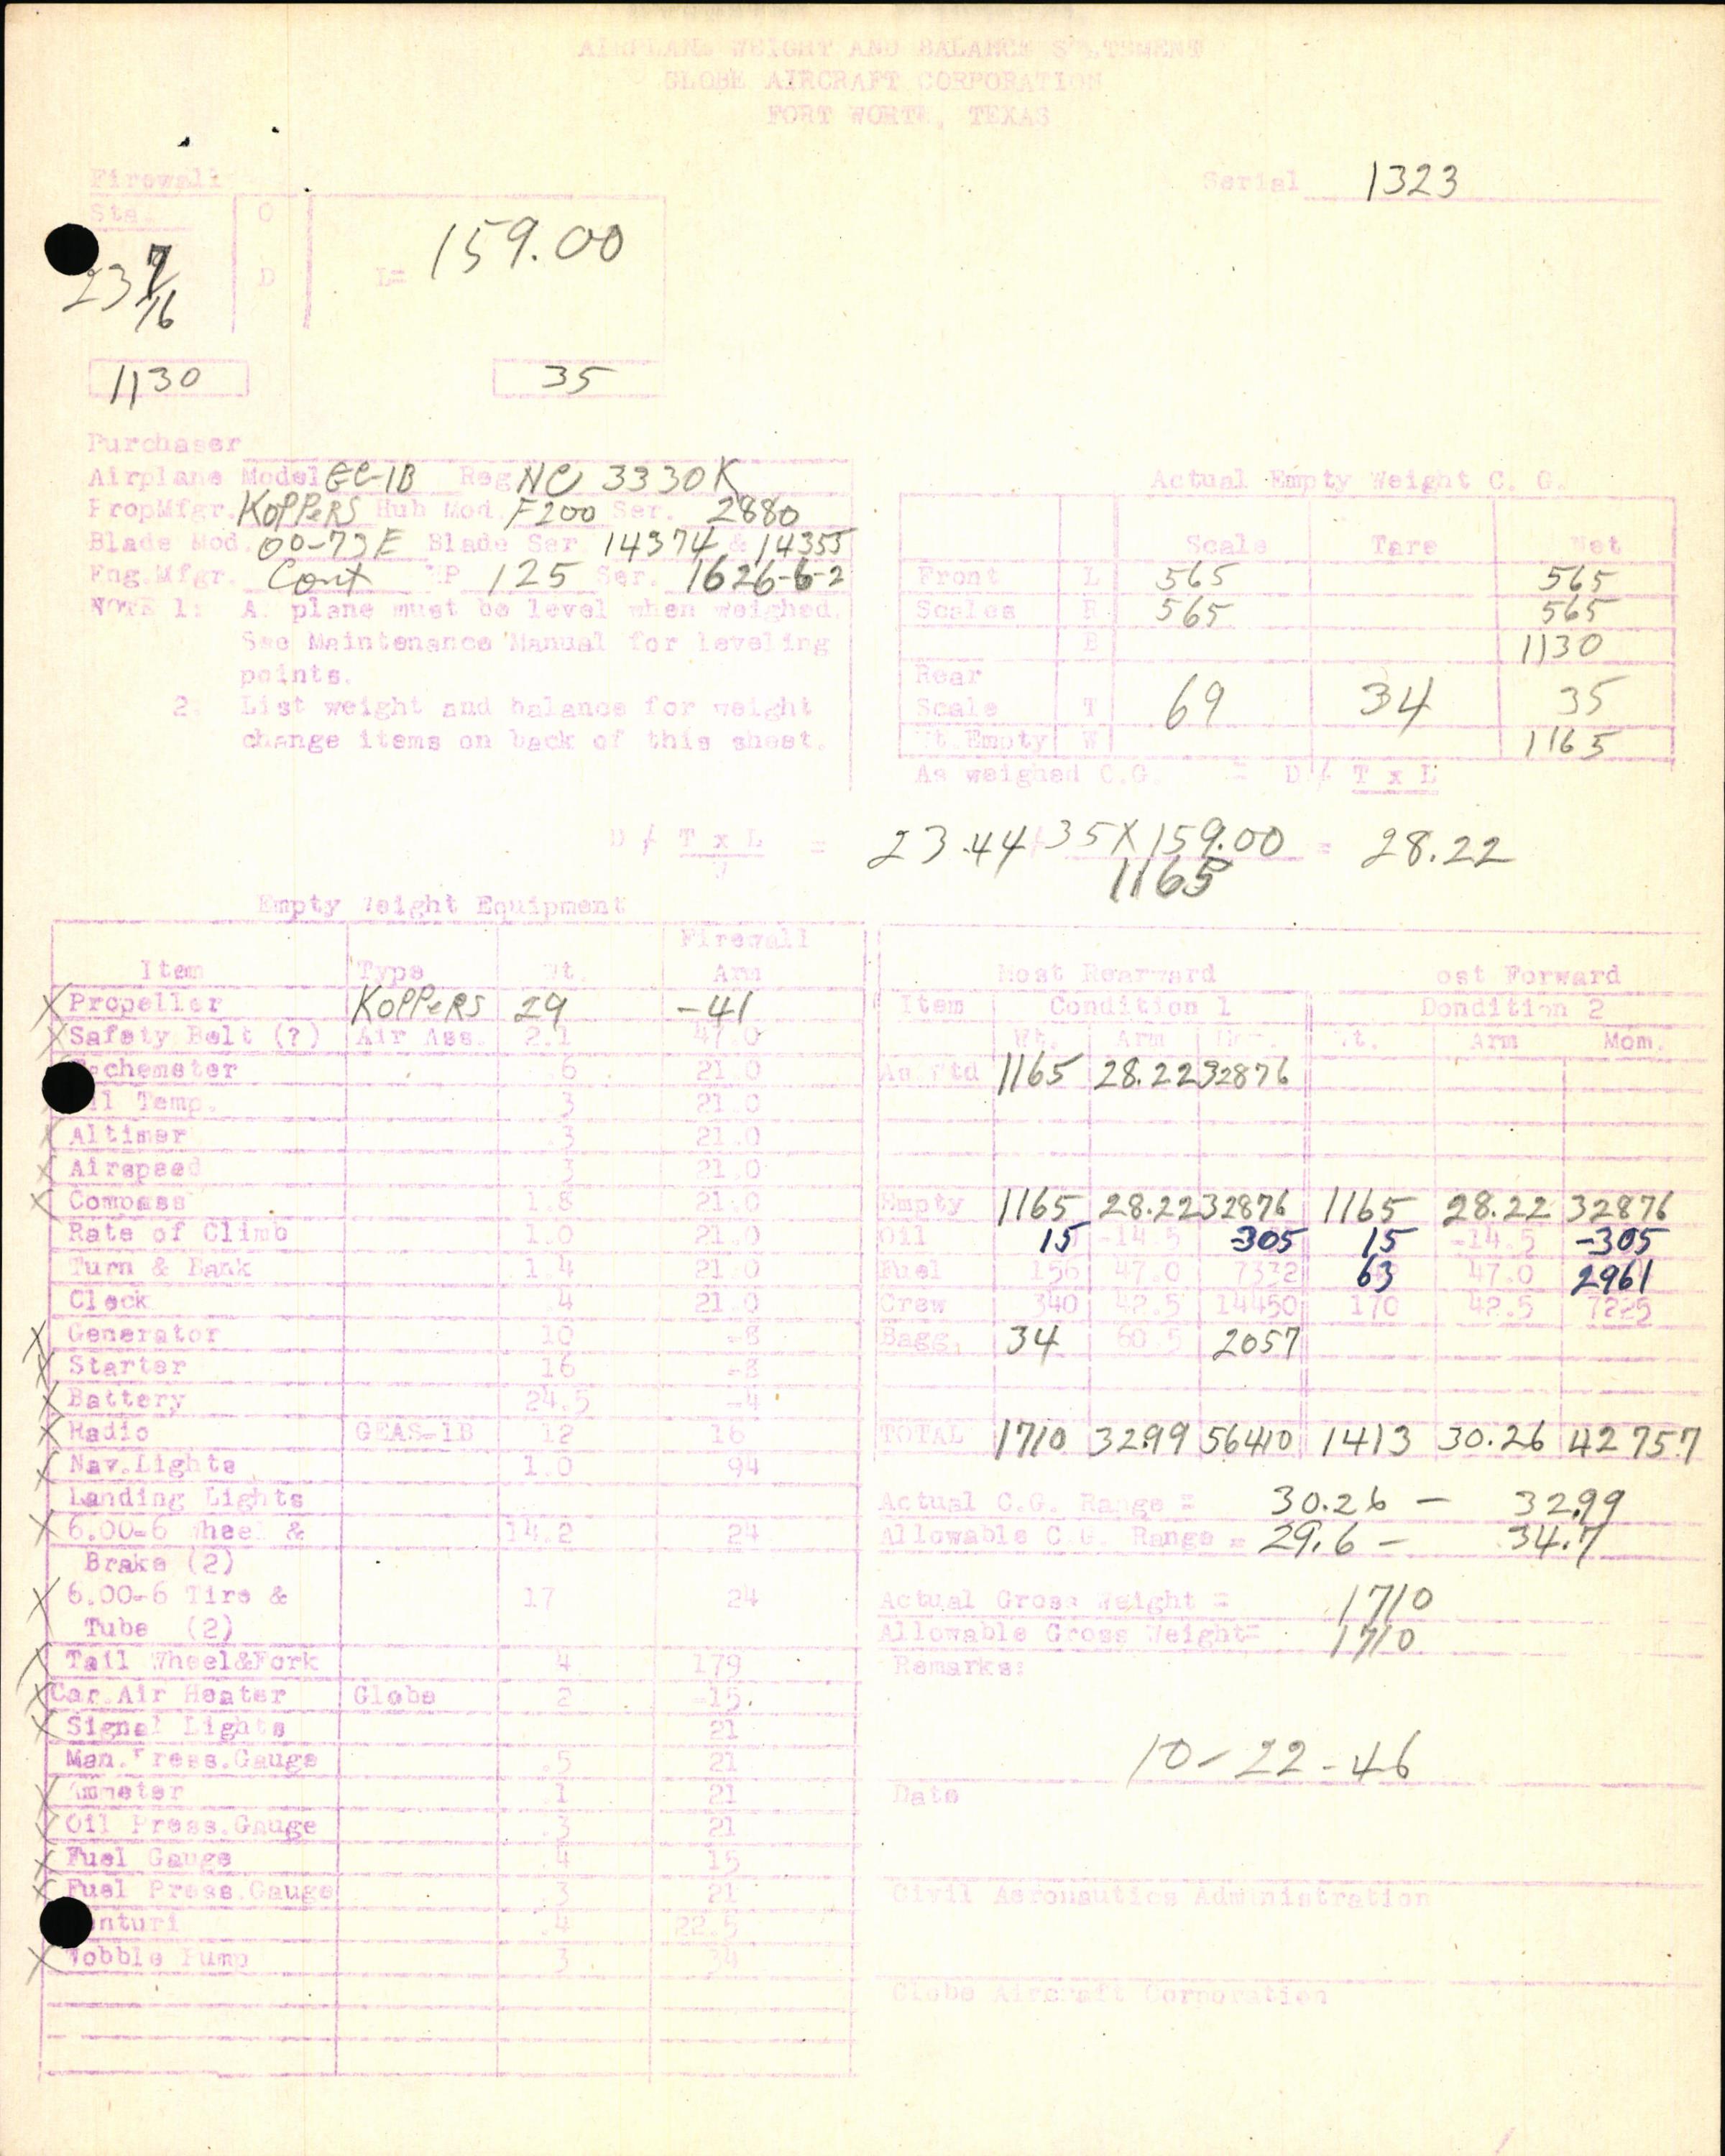 AIRPLANE WEIGHT AND BALANCE STATEMENT
GLOBE AIRCRAFT CORPORATION
FORT WORTH, TEXAS
Firewall
Serial 1323
Sta. O
23 7/16 D L= 159.00
1130 35
Purchaser
Airplane Model GC-1B Reg NC 3330K
PropMfgr. KOPPERS Hub Mod. F200 Ser. 2880
Blade Mod. 00-73E Blade Ser 14374 & 14355
Eng.Mfgr. Cont HP 125 Ser. 1626-6-2
NOTE 1: A. plane must be level when weighed.
See Maintenance Manual for leveling
points.
2. List weight and balance for weight
change items on back of this sheet.
Actual Empty Weight C. G.
Scale Tare Net
Front L 565 565
Scales R 565 565
1130
Rear
Scale T 69 34 35
Wt.Empty W 1165
As weighed C.G. = D / T x L
D / T x L = 23.44 / 35 X 159.00 = 28.22
W 1165
Empty Weight Equipment
Firewall
Item Type Wt. Arm
X Propeller KOPPERS 29 -41
X Safety Belt (?) Air Ass. 2.1 47.0
chometer .6 21.0
il Temp. .3 21.0
Altimer .3 21.0
X Airspeed .3 21.0
X Compass 1.8 21.0
Rate of Climb 1.0 21.0
Turn & Bank 1.4 21.0
Clock .4 21.0
X Generator 10 -8
X Starter 16 -8
X Battery 24.5 -4
X Radio GEAS-1B 12 16
X Nav.Lights 1.0 94
Landing Lights
X 6.00-6 Wheel & 14.2 24
Brake (2)
X 6.00-6 Tire & 17 24
Tube (2)
X Tail Wheel&Fork 4 179
X Car.Air Heater Globe 2 -15
X Signal Lights 21
Man.Press.Gauge .5 21
X Ammeter .1 21
X Oil Press.Gauge .3 21
X Fuel Gauge .4 15
X Fuel Press.Gauge .3 21
enturi .4 22.5
X Wobble Pump 3 34
Most Rearward ost Forward
Item Condition 1 Dondition 2
Wt. Arm Mom. Wt. Arm Mom.
As Wtd 1165 28.22 32876
Empty 1165 28.22 32876 1165 28.22 32876
Oil 15 -14.5 -305 15 -14.5 -305
Fuel 156 47.0 7332 63 47.0 2961
Crew 340 42.5 14450 170 42.5 7225
Bagg. 34 60.5 2057
TOTAL 1710 32.99 56410 1413 30.26 42757
Actual C.G. Range = 30.26 - 32.99
Allowable C.G. Range = 29.6 - 34.7
Actual Gross Weight = 1710
Allowable Gross Weight= 1710
Remarks:
10-22-46
Date
Civil Aeronautics Administration
Globe Aircraft Corporation